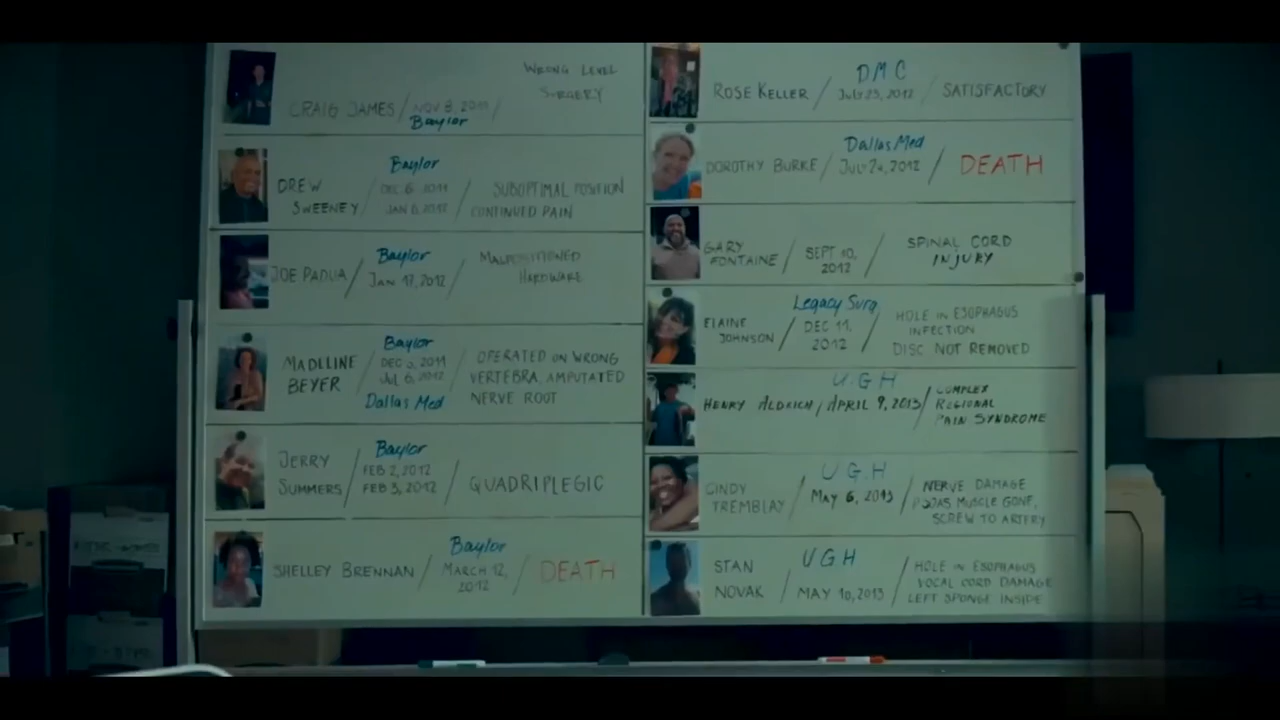 WRONG LEVEL
SURGERY
CRAIG JAMES / NOV 8, 2011 /
Baylor
Baylor
DREW
SWEENEY / DEC 6, 2011
JAN 6, 2012 / SUBOPTIMAL POSITION
CONTINUED PAIN
Baylor
JOE PADUA / JAN 17, 2012 / MALPOSITIONED
HARDWARE
Baylor
MADELINE
BEYER / DEC 5, 2011
JUL 6, 2012 / OPERATED ON WRONG
VERTEBRA, AMPUTATED
NERVE ROOT
Dallas Med
Baylor
JERRY
SUMMERS / FEB 2, 2012
FEB 3, 2012 / QUADRIPLEGIC
Baylor
SHELLEY BRENNAN / MARCH 12,
2012 / DEATH
DMC
ROSE KELLER / JULY 23, 2012 / SATISFACTORY
Dallas Med
DOROTHY BURKE / JULY 24, 2012 / DEATH
GARY
FONTAINE / SEPT 10,
2012 / SPINAL CORD
INJURY
Legacy Surg
ELAINE
JOHNSON / DEC 11,
2012 / HOLE IN ESOPHAGUS
INFECTION
DISC NOT REMOVED
UGH
HENRY ALDRICH / APRIL 9, 2013 / COMPLEX
REGIONAL
PAIN SYNDROME
UGH
CINDY
TREMBLAY / MAY 6, 2013 / NERVE DAMAGE
PSOAS MUSCLE GONE,
SCREW TO ARTERY
UGH
STAN
NOVAK / MAY 10, 2013 / HOLE IN ESOPHAGUS
VOCAL CORD DAMAGE
LEFT SPONGE INSIDE